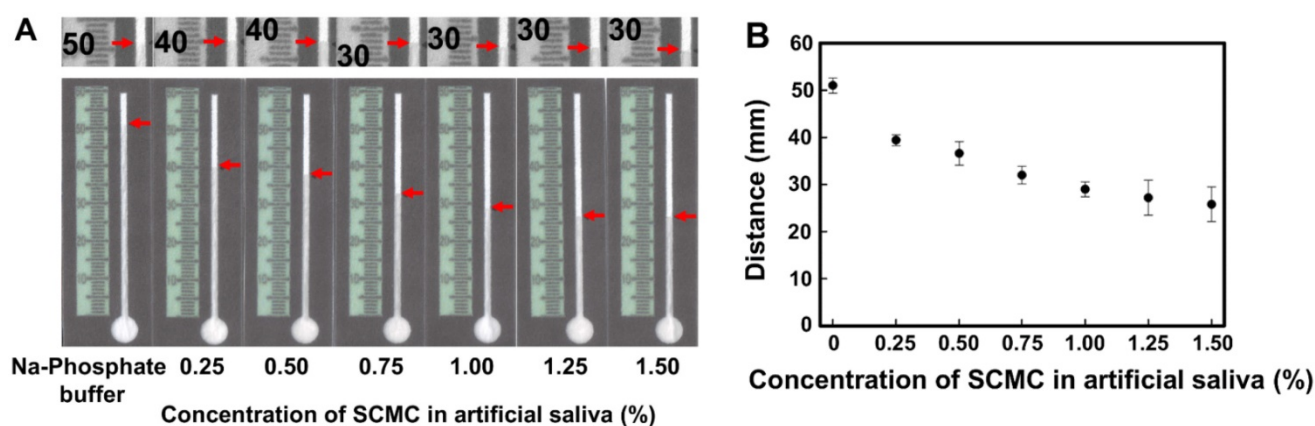 A
50 40 40 30 30 30 30
Na-Phosphate
buffer
0.25 0.50 0.75 1.00 1.25 1.50
Concentration of SCMC in artificial saliva (%)
B
60
50
40
30
20
10
0
Distance (mm)
0 0.25 0.50 0.75 1.00 1.25 1.50
Concentration of SCMC in artificial saliva (%)